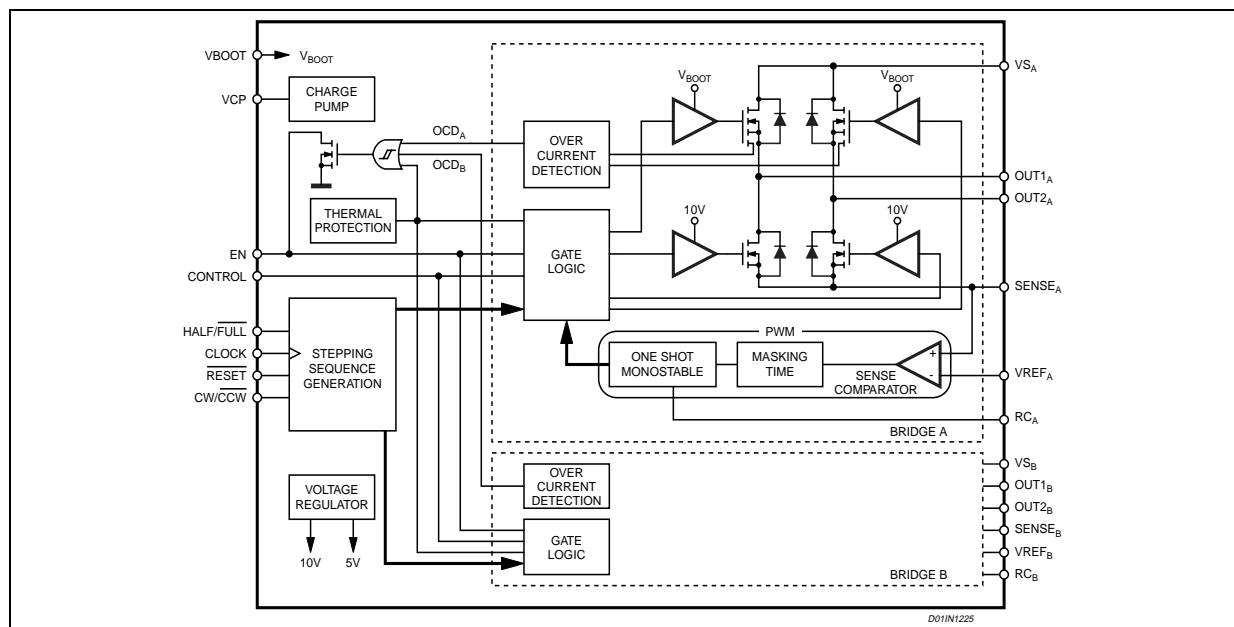 VBOOT
VBOOT
VCP
CHARGE
PUMP
OCDA
OCDB
THERMAL
PROTECTION
EN
CONTROL
HALF/FULL
CLOCK
RESET
CW/CCW
STEPPING
SEQUENCE
GENERATION
VOLTAGE
REGULATOR
10V
5V
OVER
CURRENT
DETECTION
GATE
LOGIC
VBOOT
VBOOT
10V
10V
PWM
ONE SHOT
MONOSTABLE
MASKING
TIME
+
-
SENSE
COMPARATOR
BRIDGE A
OVER
CURRENT
DETECTION
GATE
LOGIC
BRIDGE B
VSA
OUT1A
OUT2A
SENSEA
VREFA
RCA
VSB
OUT1B
OUT2B
SENSEB
VREFB
RCB
D01IN1225